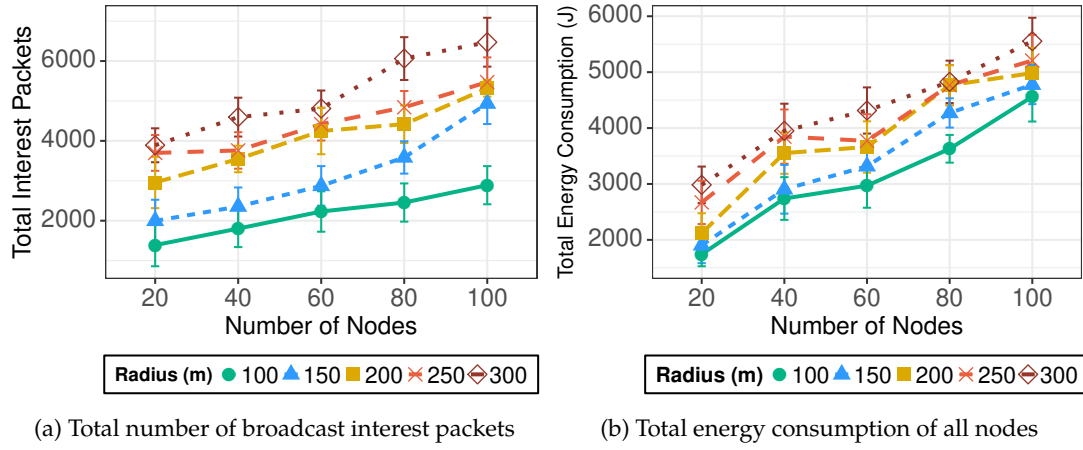 Total Interest Packets
6000
4000
2000
20 40 60 80 100
Number of Nodes
Radius (m) 100 150 200 250 300
(a) Total number of broadcast interest packets
Total Energy Consumption (J)
6000
5000
4000
3000
2000
20 40 60 80 100
Number of Nodes
Radius (m) 100 150 200 250 300
(b) Total energy consumption of all nodes